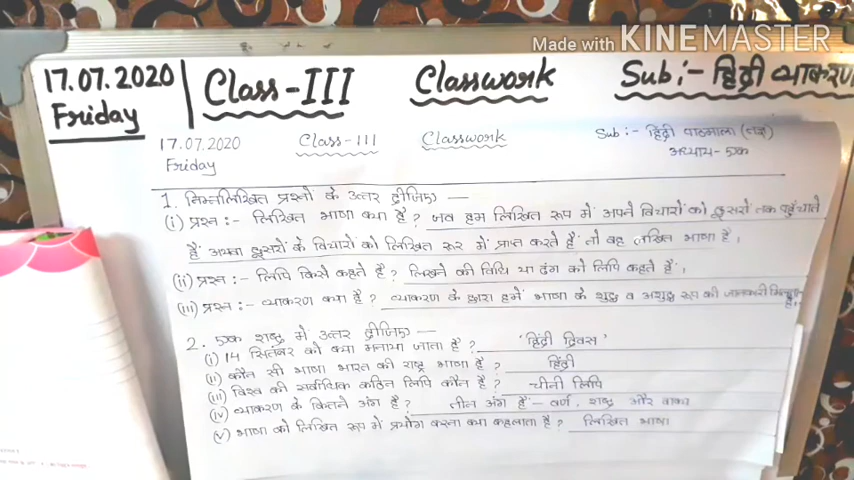 Made with KINEMASTER
17.07.2020 Class-III Classwork Sub:- हिंदी व्याकरण
Friday
17.07.2020 Class-III Classwork Sub:- हिंदी पाठमाला
Friday अध्याय-एक
1. निम्नलिखित प्रश्नों के उत्तर दीजिए —
(i) प्रश्न:- लिखित भाषा क्या है? जब हम लिखित रूप में अपने विचारों को दूसरों तक पहुंचाते
हैं अथवा दूसरों के विचारों को लिखित रूप में प्राप्त करते हैं तो वह लिखित भाषा है।
(ii) प्रश्न:- लिपि किसे कहते हैं? लिखने की विधि या ढंग को लिपि कहते हैं।
(iii) प्रश्न:- व्याकरण क्या है? व्याकरण के द्वारा हमें भाषा के शुद्ध व अशुद्ध रूप की जानकारी मिलती है।
2. एक शब्द में उत्तर दीजिए —
(i) 14 सितंबर को क्या मनाया जाता है? 'हिंदी दिवस'
(ii) कौन सी भाषा भारत की राष्ट्र भाषा है? हिंदी
(iii) विश्व की सर्वाधिक कठिन लिपि कौन है? चीनी लिपि
(iv) व्याकरण के कितने अंग हैं? तीन अंग हैं – वर्ण, शब्द और वाक्य
(v) भाषा को लिखित रूप में प्रयोग करना क्या कहलाता है? लिखित भाषा